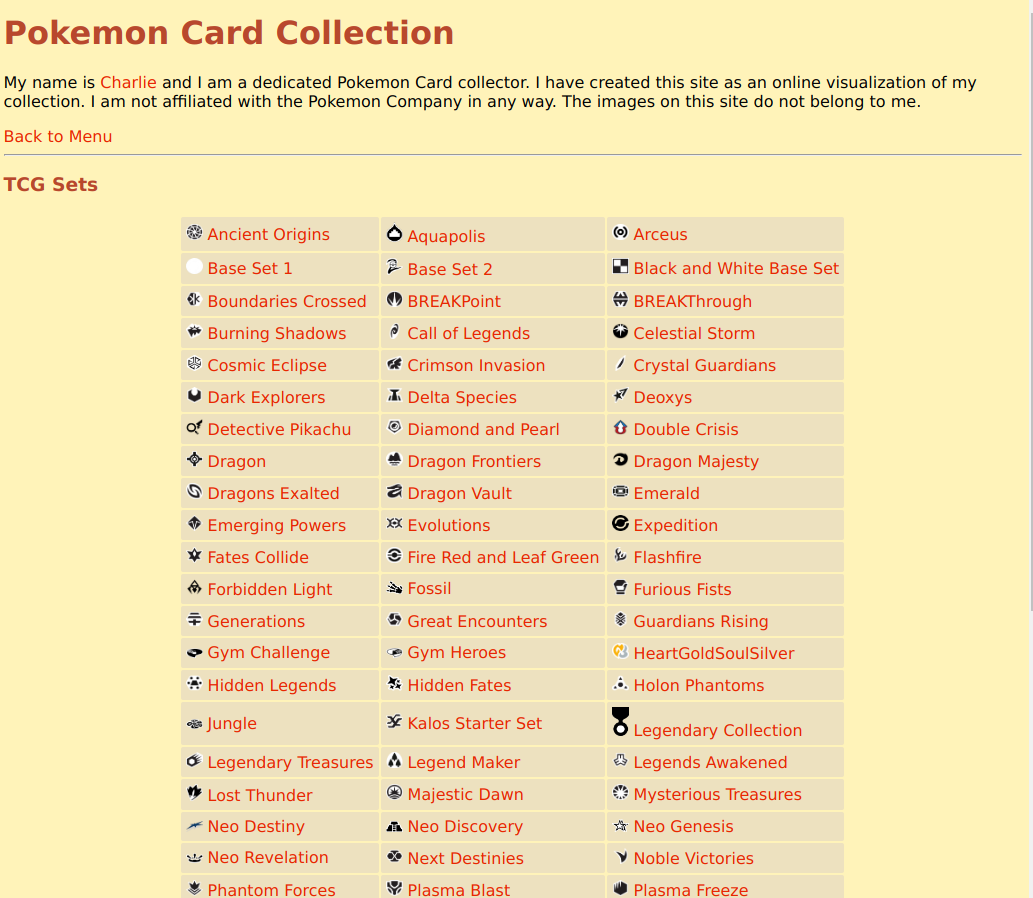 Pokemon Card Collection
My name is Charlie and I am a dedicated Pokemon Card collector. I have created this site as an online visualization of my
collection. I am not affiliated with the Pokemon Company in any way. The images on this site do not belong to me.
Back to Menu
TCG Sets
Ancient Origins Aquapolis Arceus
Base Set 1 Base Set 2 Black and White Base Set
Boundaries Crossed BREAKPoint BREAKThrough
Burning Shadows Call of Legends Celestial Storm
Cosmic Eclipse Crimson Invasion Crystal Guardians
Dark Explorers Delta Species Deoxys
Detective Pikachu Diamond and Pearl Double Crisis
Dragon Dragon Frontiers Dragon Majesty
Dragons Exalted Dragon Vault Emerald
Emerging Powers Evolutions Expedition
Fates Collide Fire Red and Leaf Green Flashfire
Forbidden Light Fossil Furious Fists
Generations Great Encounters Guardians Rising
Gym Challenge Gym Heroes HeartGoldSoulSilver
Hidden Legends Hidden Fates Holon Phantoms
Jungle Kalos Starter Set Legendary Collection
Legendary Treasures Legend Maker Legends Awakened
Lost Thunder Majestic Dawn Mysterious Treasures
Neo Destiny Neo Discovery Neo Genesis
Neo Revelation Next Destinies Noble Victories
Phantom Forces Plasma Blast Plasma Freeze